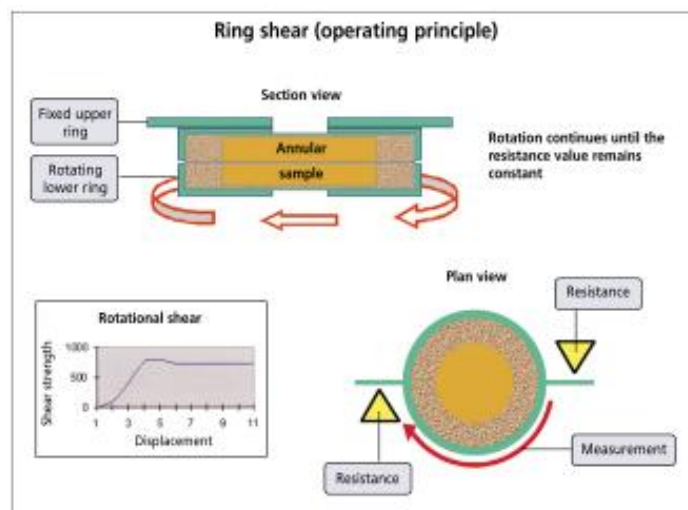 Ring shear (operating principle)
Section view
Fixed upper
ring
Annular
sample
Rotating
lower ring
Rotation continues until the
resistance value remains
constant
Plan view
Resistance
Rotational shear
Shear strength
1000
500
0
1 3 5 7 9 11
Displacement
Resistance
Measurement